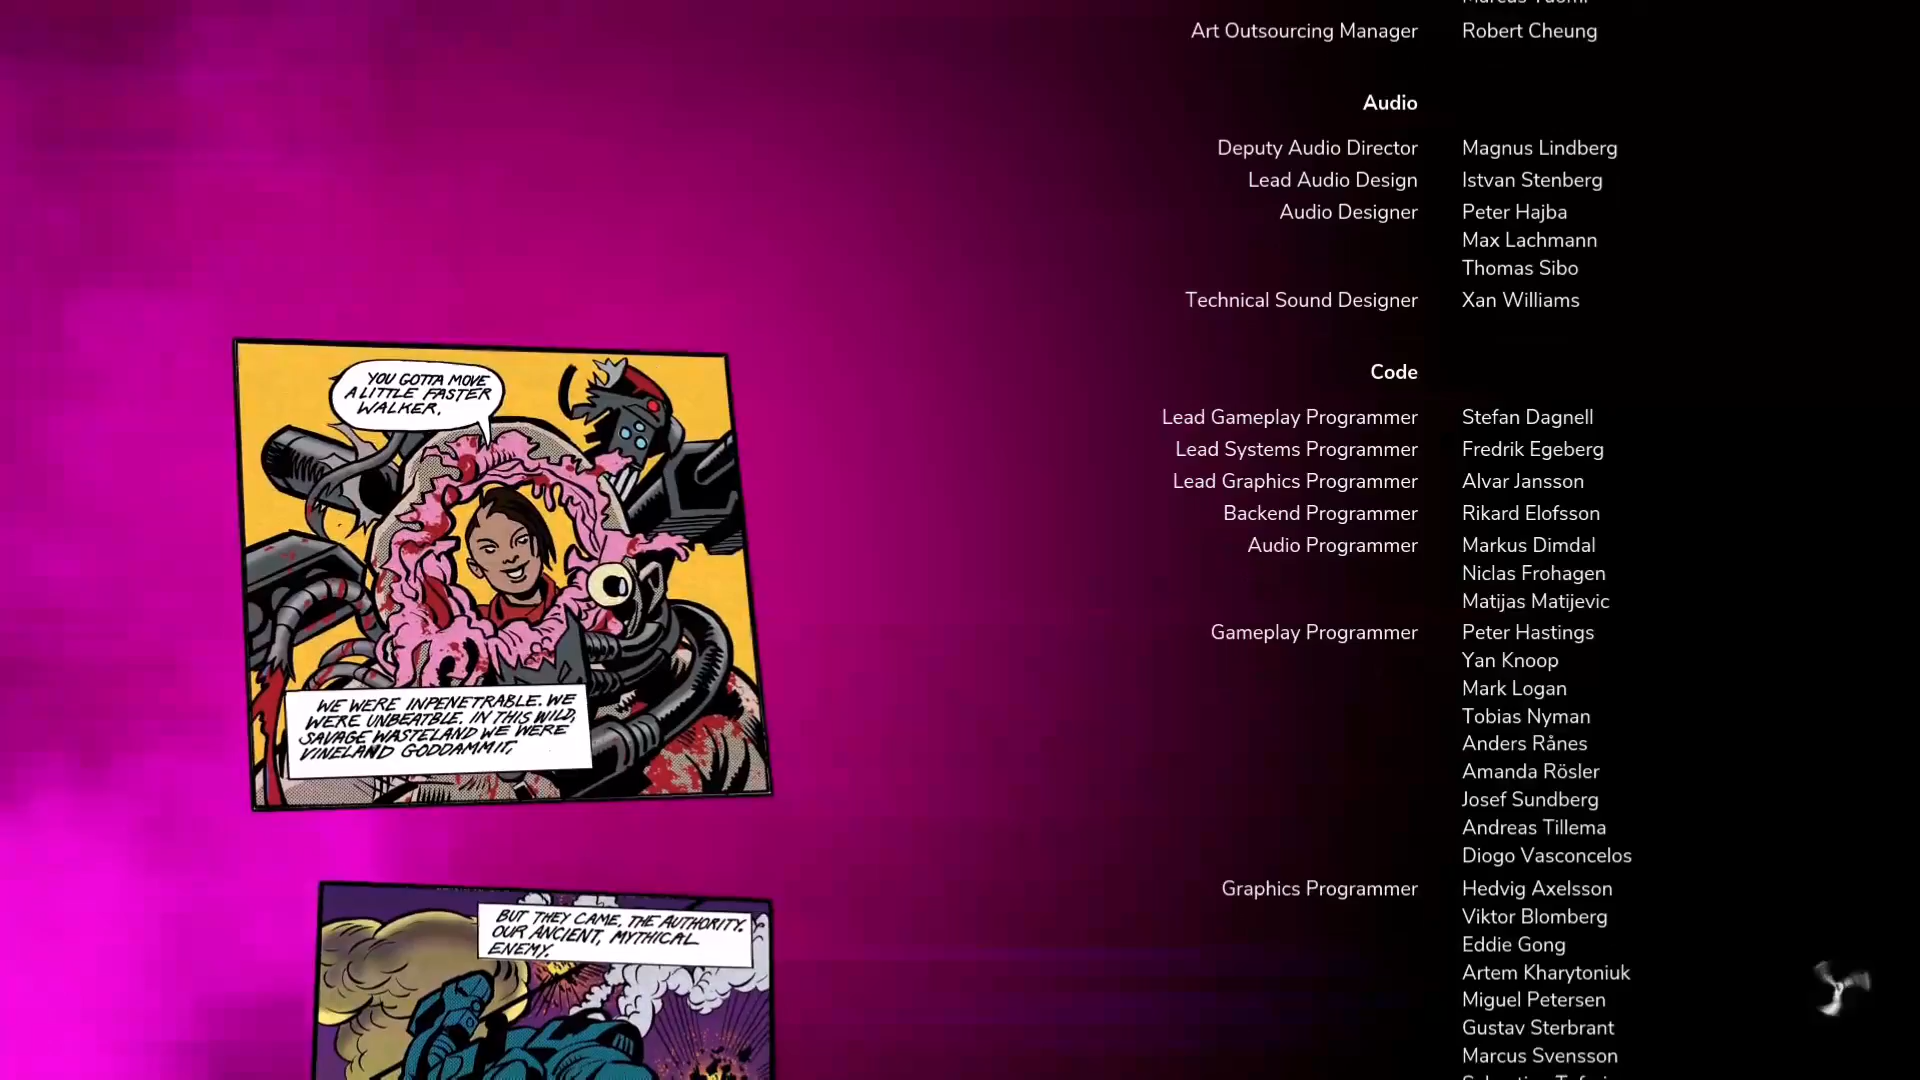 Art Outsourcing Manager Robert Cheung
Audio
Deputy Audio Director Magnus Lindberg
Lead Audio Design Istvan Stenberg
Audio Designer Peter Hajba
Max Lachmann
Thomas Sibo
Technical Sound Designer Xan Williams
Code
Lead Gameplay Programmer Stefan Dagnell
Lead Systems Programmer Fredrik Egeberg
Lead Graphics Programmer Alvar Jansson
Backend Programmer Rikard Elofsson
Audio Programmer Markus Dimdal
Niclas Frohagen
Matijas Matijevic
Gameplay Programmer Peter Hastings
Yan Knoop
Mark Logan
Tobias Nyman
Anders Rånes
Amanda Rösler
Josef Sundberg
Andreas Tillema
Diogo Vasconcelos
Graphics Programmer Hedvig Axelsson
Viktor Blomberg
Eddie Gong
Artem Kharytoniuk
Miguel Petersen
Gustav Sterbrant
Marcus Svensson
YOU GOTTA MOVE
A LITTLE FASTER
WALKER.
WE WERE INPENETRABLE. WE
WERE UNBEATBLE. IN THIS WILD,
SAVAGE WASTELAND WE WERE
VINELAND GODDAMMIT,
BUT THEY CAME. THE AUTHORITY.
OUR ANCIENT, MYTHICAL
ENEMY.